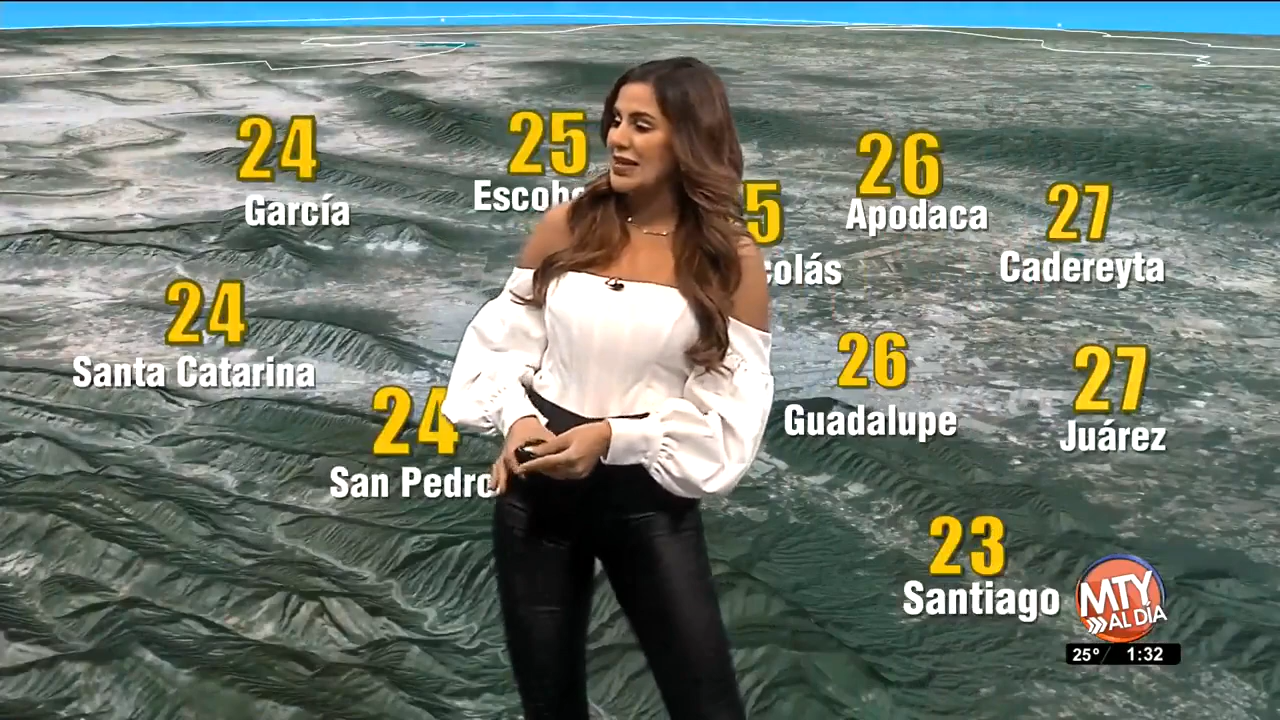 24
García
25
26
Apodaca
27
Cadereyta
24
Santa Catarina
24
San Pedro
26
Guadalupe
27
Juárez
23
Santiago
MTY
AL DÍA
25° 1:32